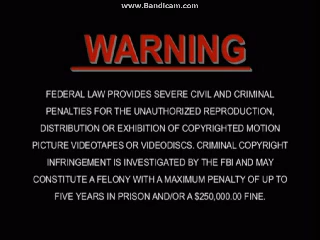 www.Bandicam.com
WARNING
FEDERAL LAW PROVIDES SEVERE CIVIL AND CRIMINAL
PENALTIES FOR THE UNAUTHORIZED REPRODUCTION,
DISTRIBUTION OR EXHIBITION OF COPYRIGHTED MOTION
PICTURE VIDEOTAPES OR VIDEODISCS. CRIMINAL COPYRIGHT
INFRINGEMENT IS INVESTIGATED BY THE FBI AND MAY
CONSTITUTE A FELONY WITH A MAXIMUM PENALTY OF UP TO
FIVE YEARS IN PRISON AND/OR A $250,000.00 FINE.